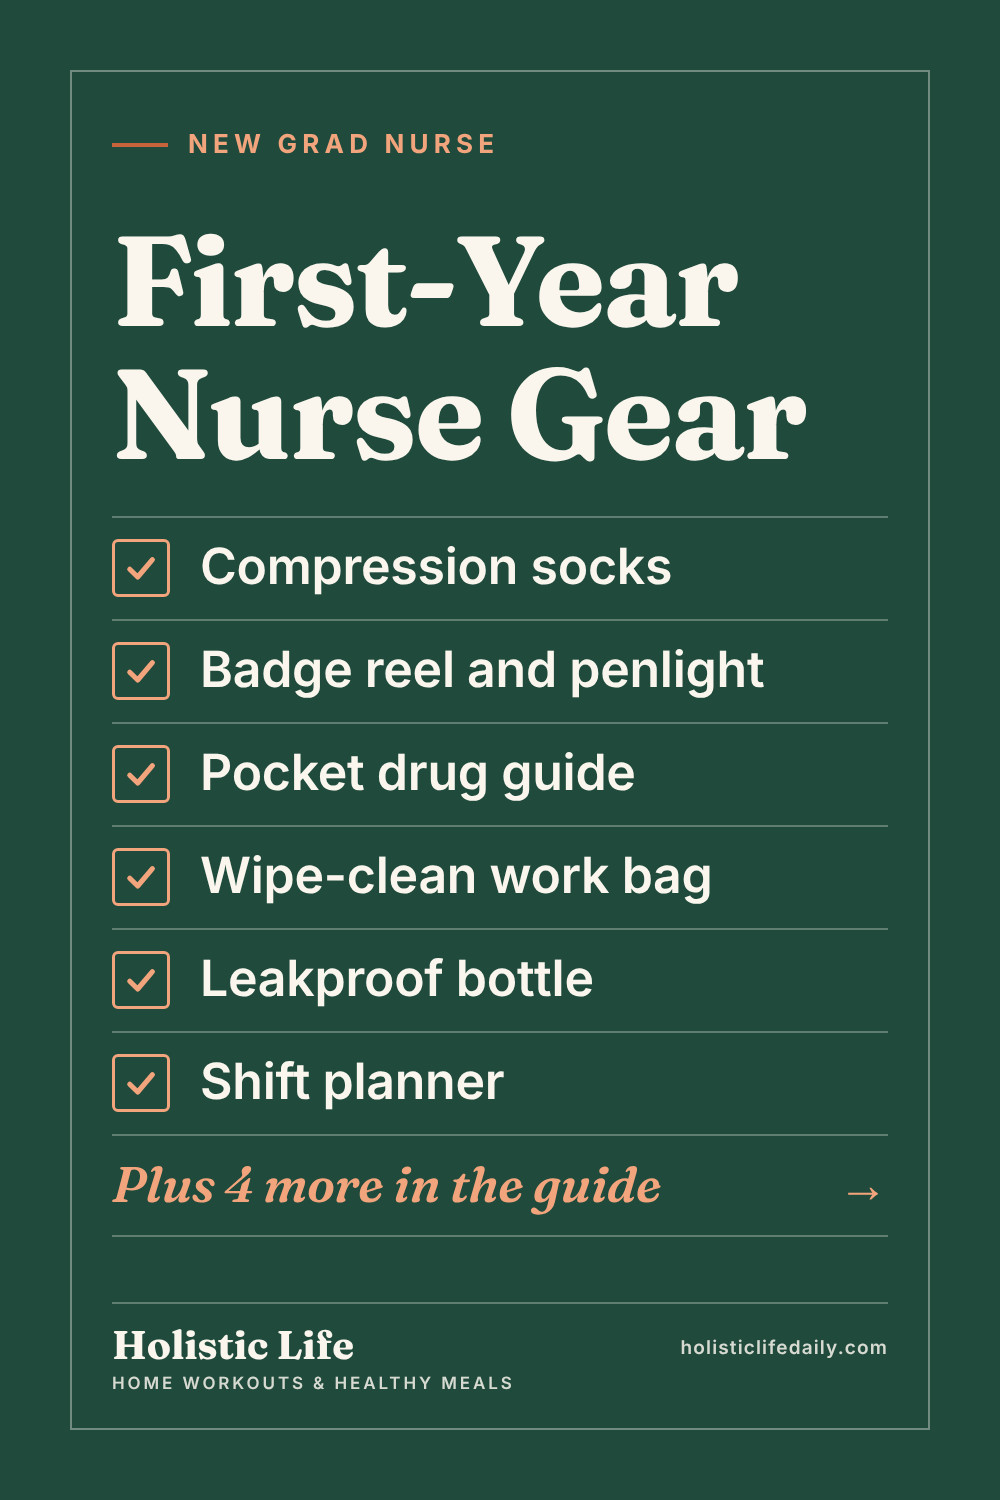 NEW GRAD NURSE
First-Year
Nurse Gear
Compression socks
Badge reel and penlight
Pocket drug guide
Wipe-clean work bag
Leakproof bottle
Shift planner
Plus 4 more in the guide →
Holistic Life
holisticlifedaily.com
HOME WORKOUTS & HEALTHY MEALS